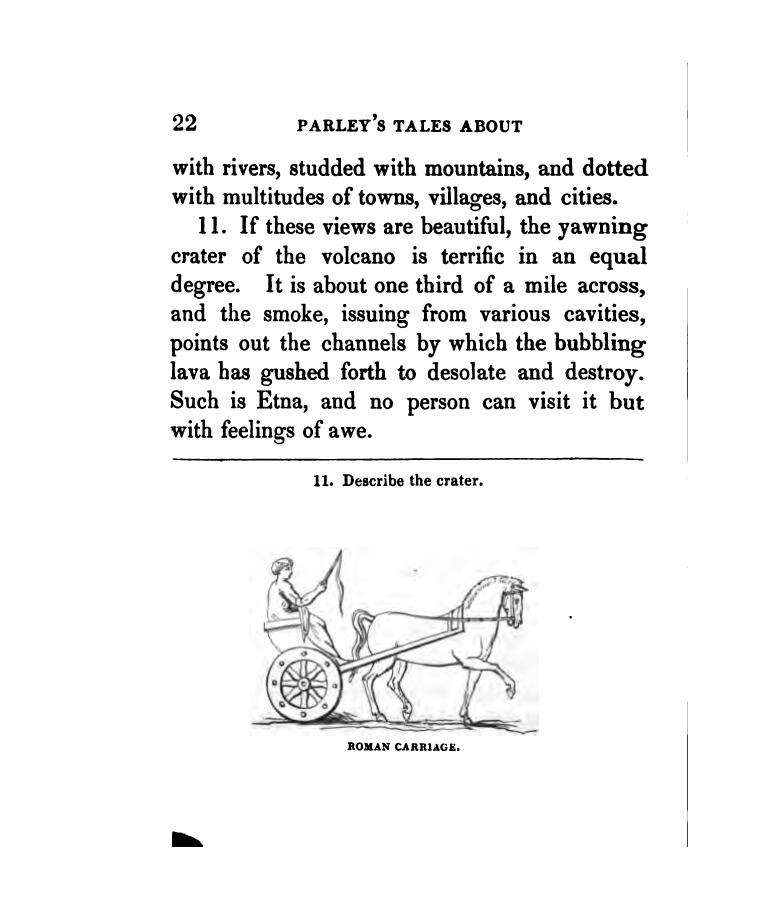 22 PARLEY'S TALES ABOUT
with rivers, studded with mountains, and dotted
with multitudes of towns, villages, and cities.
11. If these views are beautiful, the yawning
crater of the volcano is terrific in an equal
degree. It is about one third of a mile across,
and the smoke, issuing from various cavities,
points out the channels by which the bubbling
lava has gushed forth to desolate and destroy.
Such is Etna, and no person can visit it but
with feelings of awe.
11. Describe the crater.
ROMAN CARRIAGE.